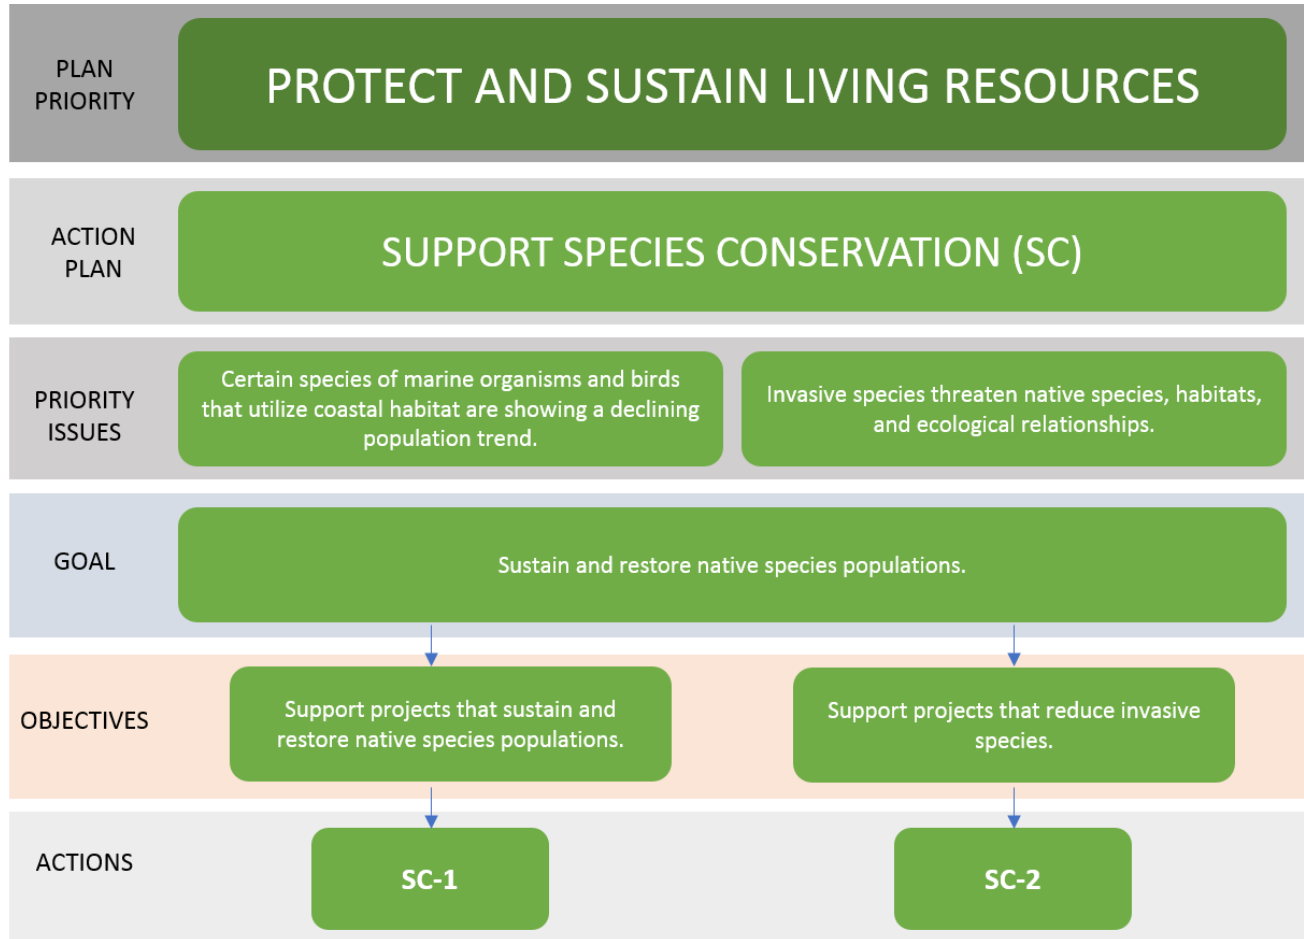 PLAN
PRIORITY
PROTECT AND SUSTAIN LIVING RESOURCES
ACTION
PLAN
SUPPORT SPECIES CONSERVATION (SC)
PRIORITY
ISSUES
Certain species of marine organisms and birds
that utilize coastal habitat are showing a declining
population trend.
Invasive species threaten native species, habitats,
and ecological relationships.
GOAL
Sustain and restore native species populations.
OBJECTIVES
Support projects that sustain and
restore native species populations.
Support projects that reduce invasive
species.
ACTIONS
SC-1
SC-2